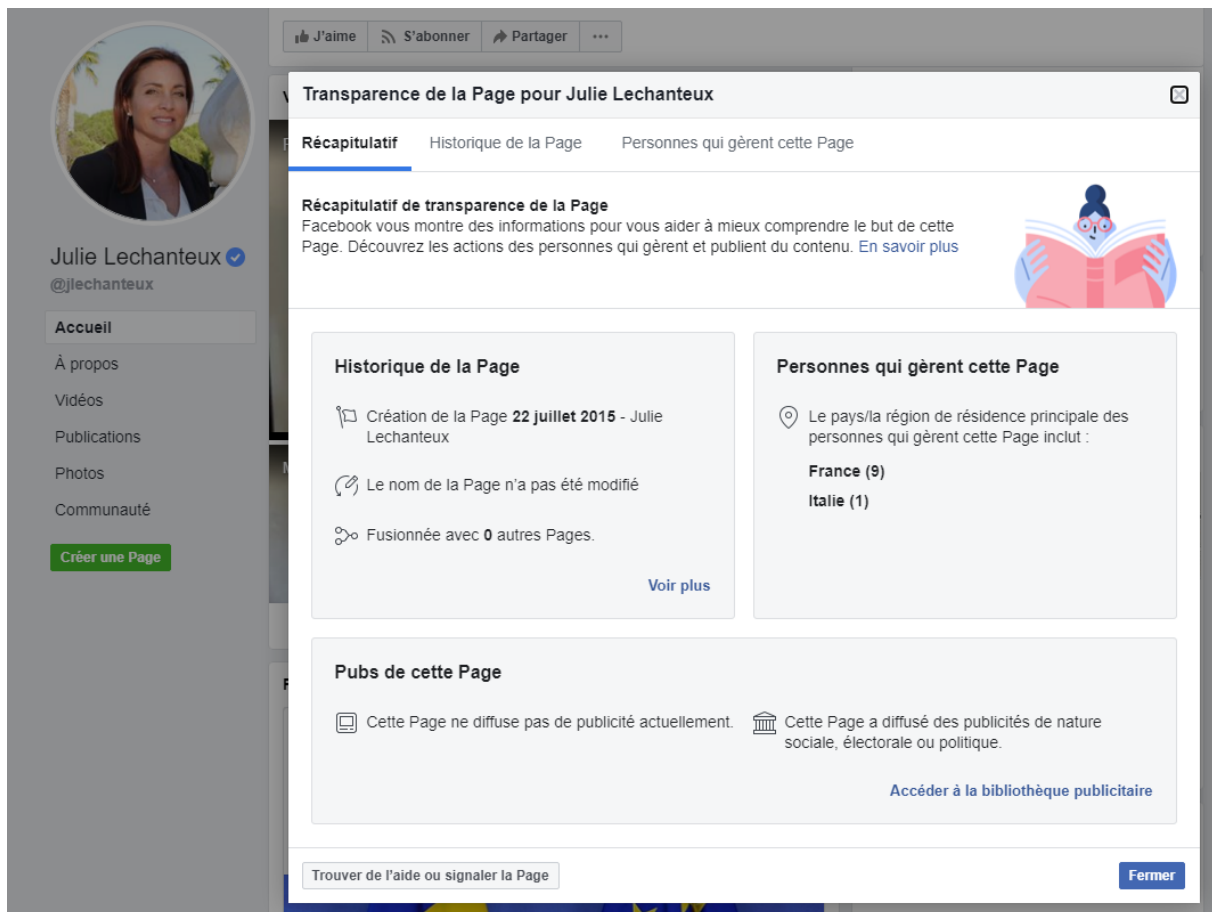 J'aime
S'abonner
Partager
Transparence de la Page pour Julie Lechanteux
Récapitulatif
Historique de la Page
Personnes qui gèrent cette Page
Récapitulatif de transparence de la Page
Facebook vous montre des informations pour vous aider à mieux comprendre le but de cette
Page. Découvrez les actions des personnes qui gèrent et publient du contenu. En savoir plus
Julie Lechanteux
@jlechanteux
Accueil
À propos
Vidéos
Publications
Photos
Communauté
Créer une Page
Historique de la Page
Création de la Page 22 juillet 2015 - Julie
Lechanteux
Le nom de la Page n'a pas été modifié
Fusionnée avec 0 autres Pages.
Voir plus
Personnes qui gèrent cette Page
Le pays/la région de résidence principale des
personnes qui gèrent cette Page inclut :
France (9)
Italie (1)
Pubs de cette Page
Cette Page ne diffuse pas de publicité actuellement.
Cette Page a diffusé des publicités de nature
sociale, électorale ou politique.
Accéder à la bibliothèque publicitaire
Trouver de l'aide ou signaler la Page
Fermer